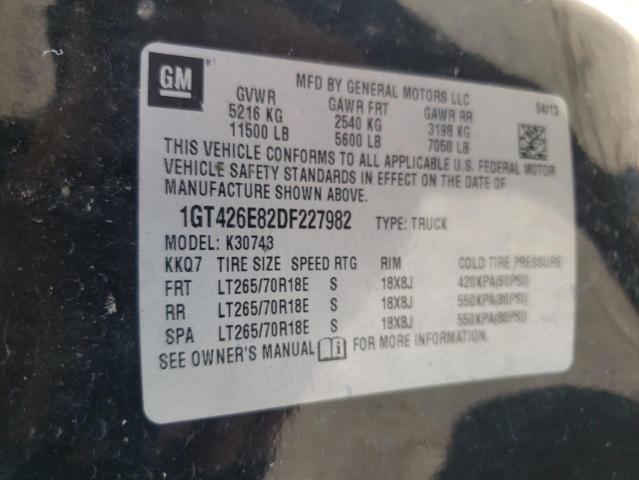 GM
MFD BY GENERAL MOTORS LLC
04/13
GVWR GAWR FRT GAWR RR
5216 KG 2540 KG 3198 KG
11500 LB 5600 LB 7050 LB
THIS VEHICLE CONFORMS TO ALL APPLICABLE U.S. FEDERAL MOTOR
VEHICLE SAFETY STANDARDS IN EFFECT ON THE DATE OF
MANUFACTURE SHOWN ABOVE.
1GT426E82DF227982 TYPE: TRUCK
MODEL: K30743
KKQ7 TIRE SIZE SPEED RTG RIM COLD TIRE PRESSURE
FRT LT265/70R18E S 18X8J 420KPA(60PSI)
RR LT265/70R18E S 18X8J 550KPA(80PSI)
SPA LT265/70R18E S 18X8J 550KPA(80PSI)
SEE OWNER'S MANUAL FOR MORE INFORMATION.